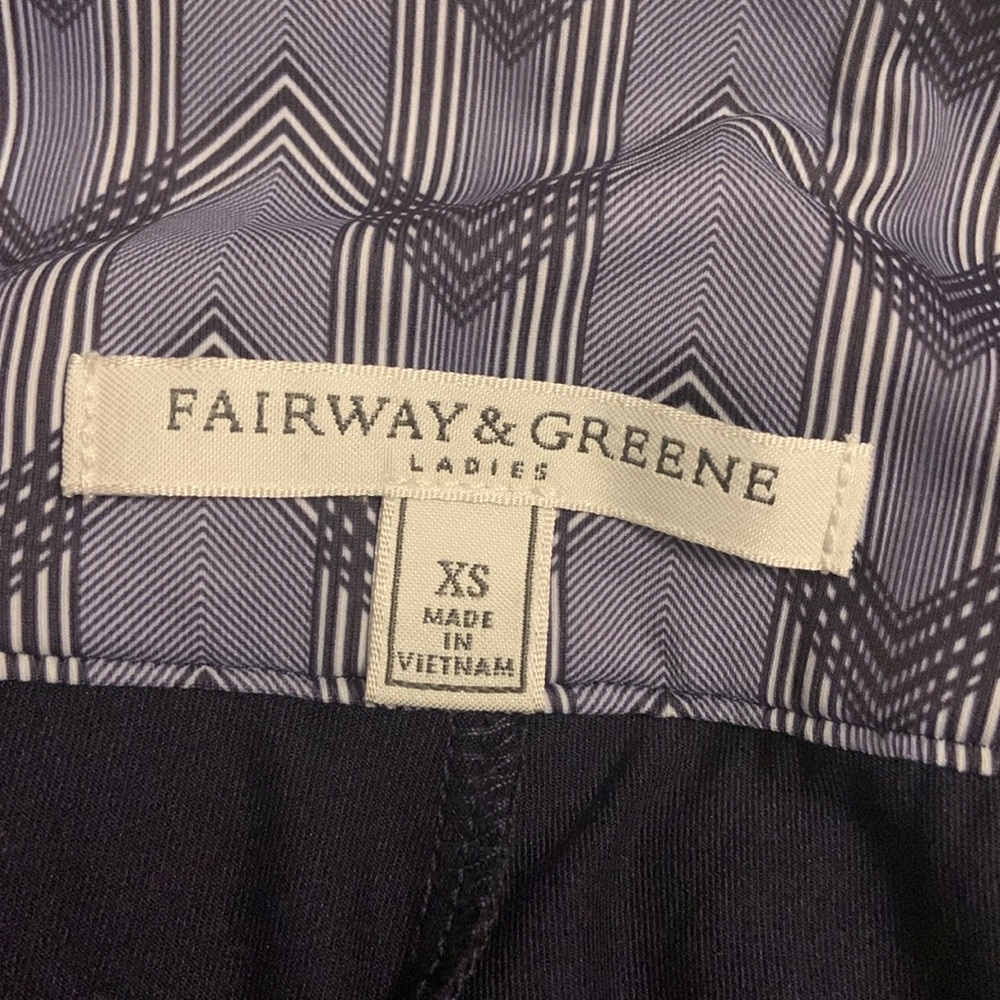 FAIRWAY & GREENE
LADIES
XS
MADE
IN
VIETNAM